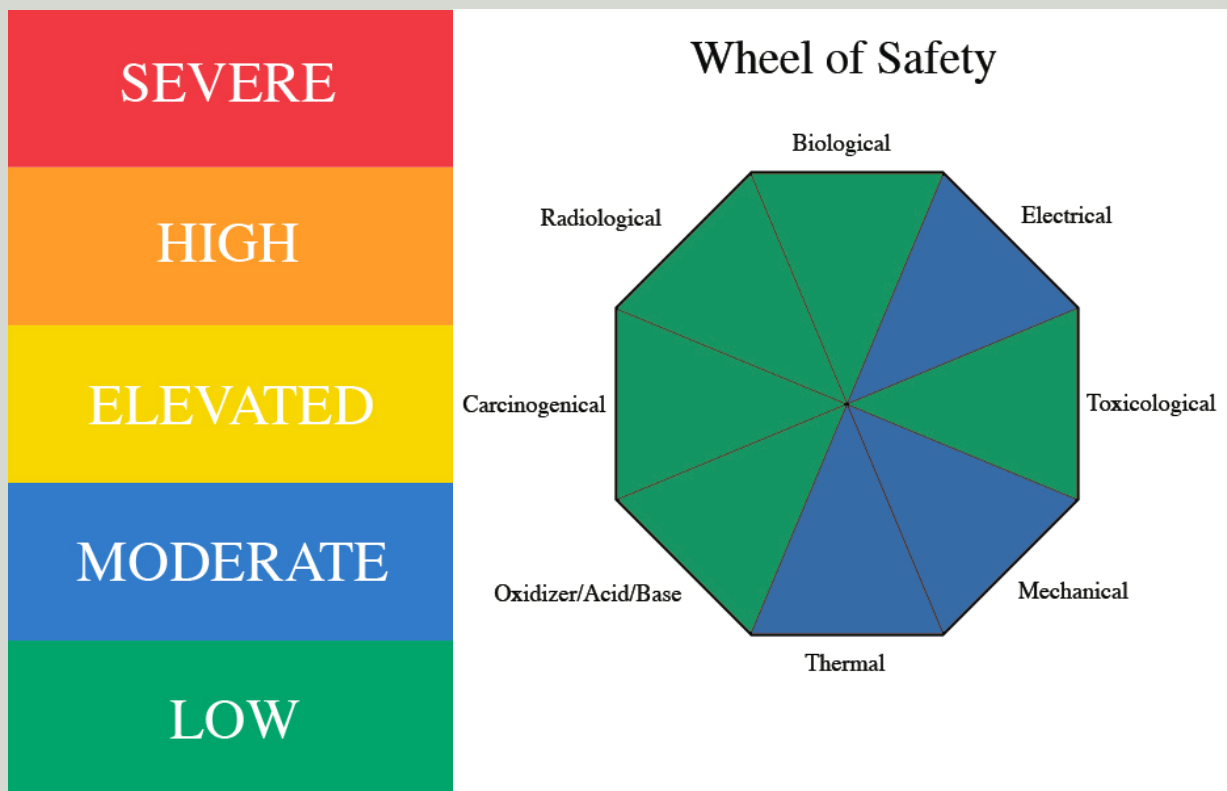 SEVERE
HIGH
ELEVATED
MODERATE
LOW
Wheel of Safety
Biological
Radiological
Electrical
Carcinogenical
Toxicological
Oxidizer/Acid/Base
Mechanical
Thermal